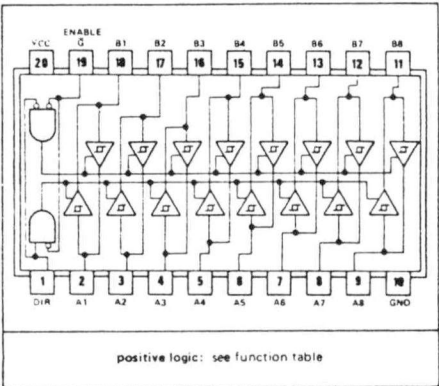 ENABLE
VCC G B1 B2 B3 B4 B5 B6 B7 B8
20 19 18 17 16 15 14 13 12 11
1 2 3 4 5 6 7 8 9 10
DIR A1 A2 A3 A4 A5 A6 A7 A8 GND
positive logic: see function table